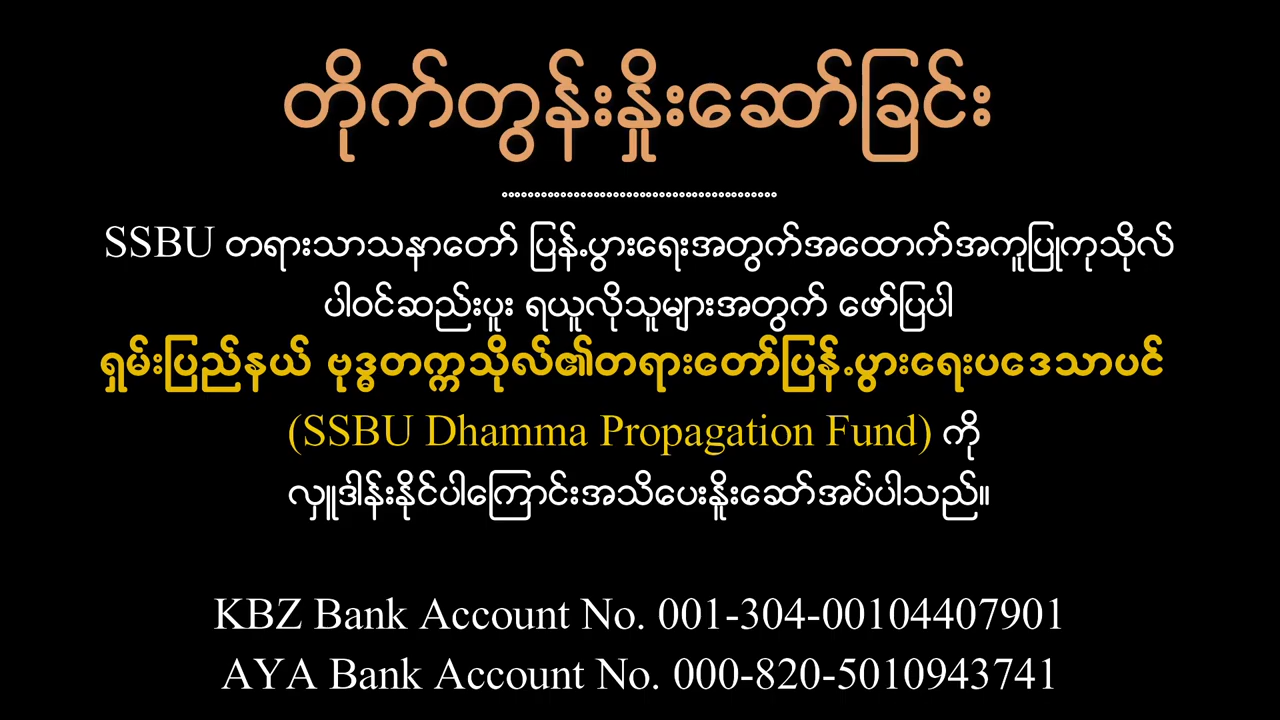 တိုက်တွန်းနှိုးဆော်ခြင်း
SSBU တရားသာသနာတော် ပြန့်ပွားရေးအတွက်အထောက်အကူပြုကုသိုလ်
ပါဝင်ဆည်းပူး ရယူလိုသူများအတွက် ဖော်ပြပါ
ရှမ်းပြည်နယ် ဗုဒ္ဓတက္ကသိုလ်၏တရားတော်ပြန့်ပွားရေးပဒေသာပင်
(SSBU Dhamma Propagation Fund) ကို
လှူဒါန်းနိုင်ပါကြောင်းအသိပေးနှိုးဆော်အပ်ပါသည်။
KBZ Bank Account No. 001-304-00104407901
AYA Bank Account No. 000-820-5010943741